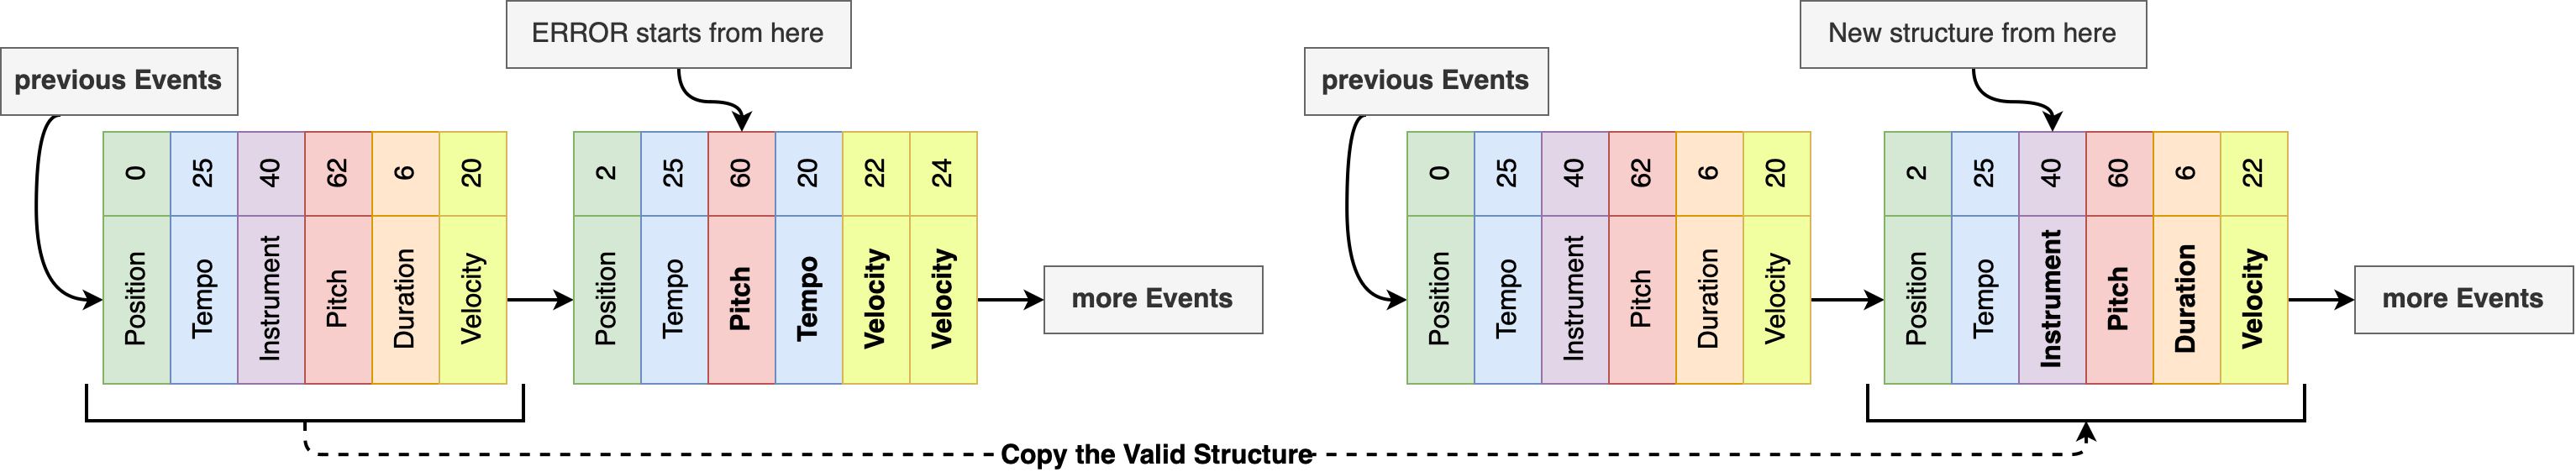 ERROR starts from here
New structure from here
previous Events
previous Events
0 25 40 62 6 20
2 25 60 20 22 24
0 25 40 62 6 20
2 25 40 60 6 22
Position Tempo Instrument Pitch Duration Velocity
Position Tempo Pitch Tempo Velocity Velocity
more Events
Position Tempo Instrument Pitch Duration Velocity
Position Tempo Instrument Pitch Duration Velocity
more Events
Copy the Valid Structure